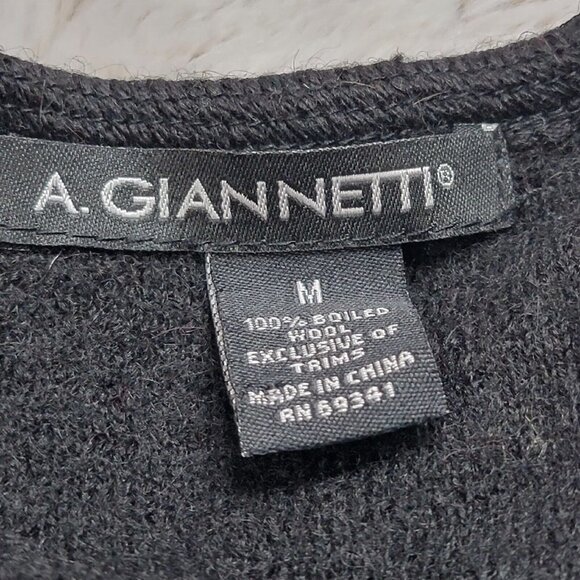 A. GIANNETTI®
M
100% BOILED
WOOL
EXCLUSIVE OF
TRIMS
MADE IN CHINA
RN 69341